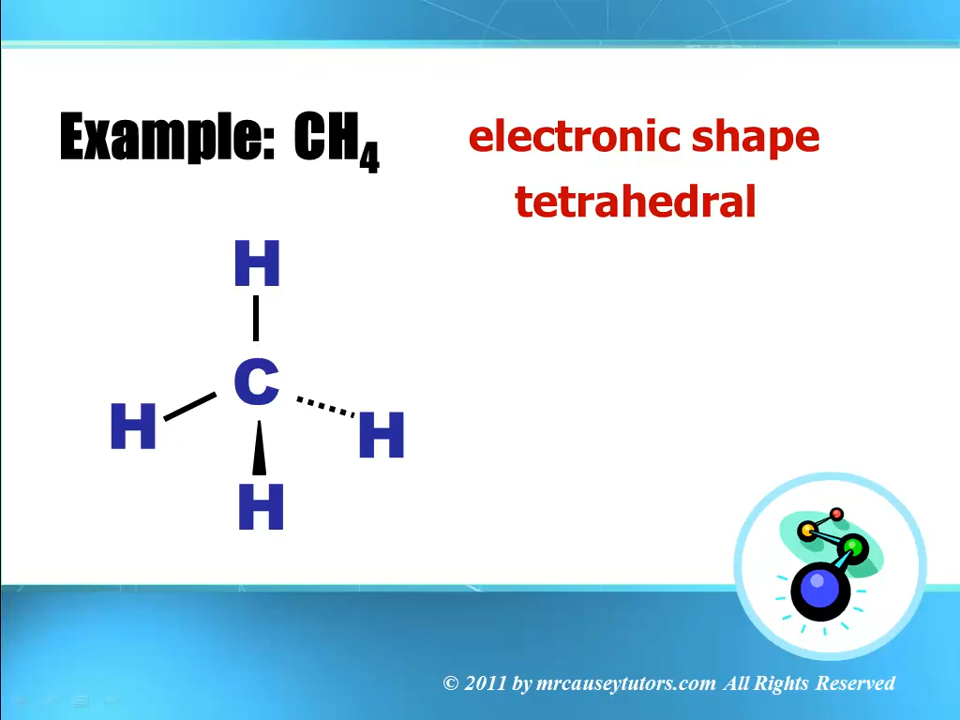 Example: CH₄
electronic shape
tetrahedral
H
C
H
H
H
© 2011 by mrcauseytutors.com All Rights Reserved